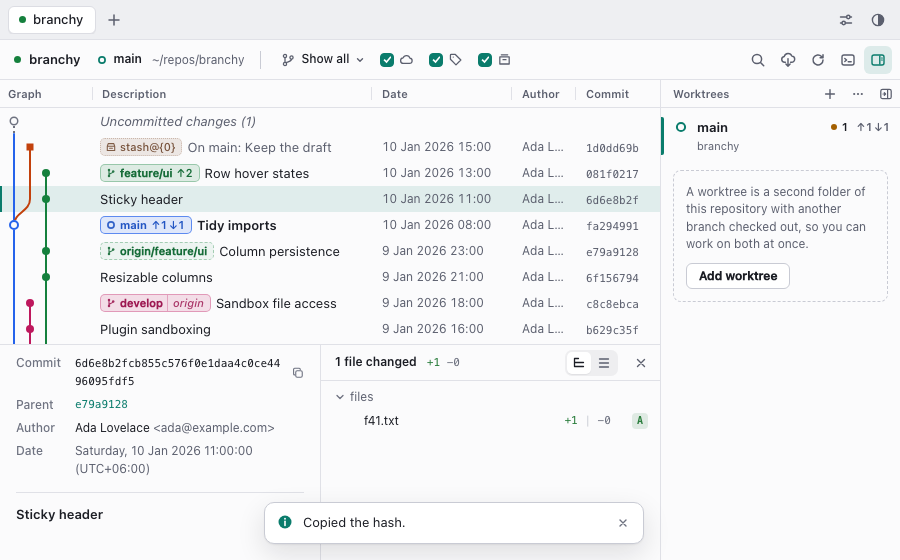 branchy
branchy main ~/repos/branchy Show all
Graph Description Date Author Commit Worktrees
Uncommitted changes (1)
stash@{0} On main: Keep the draft 10 Jan 2026 15:00 Ada L... 1d0dd69b
feature/ui ↑2 Row hover states 10 Jan 2026 13:00 Ada L... 081f0217
Sticky header 10 Jan 2026 11:00 Ada L... 6d6e8b2f
main ↑1↓1 Tidy imports 10 Jan 2026 08:00 Ada L... fa294991
origin/feature/ui Column persistence 9 Jan 2026 23:00 Ada L... e79a9128
Resizable columns 9 Jan 2026 21:00 Ada L... 6f156794
develop origin Sandbox file access 9 Jan 2026 18:00 Ada L... c8c8ebca
Plugin sandboxing 9 Jan 2026 16:00 Ada L... b629c35f
main 1 ↑1↓1
branchy
A worktree is a second folder of
this repository with another
branch checked out, so you can
work on both at once.
Add worktree
Commit 6d6e8b2fcb855c576f0e1daa4c0ce44
96095fdf5
Parent e79a9128
Author Ada Lovelace <ada@example.com>
Date Saturday, 10 Jan 2026 11:00:00
(UTC+06:00)
Sticky header
1 file changed +1 −0
files
f41.txt +1 −0 A
Copied the hash.